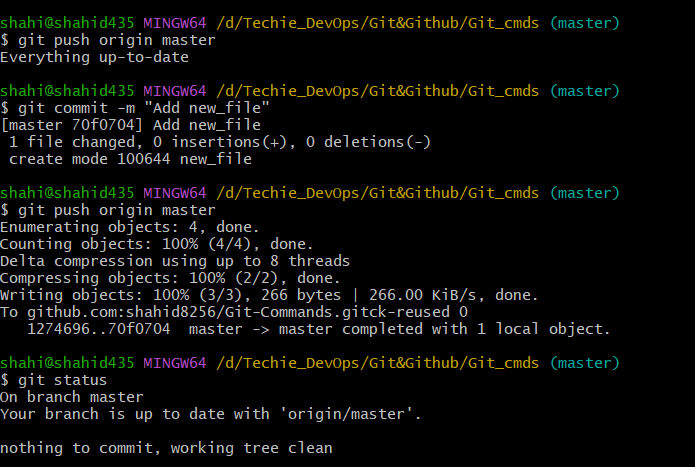 shahi@shahid435 MINGW64 /d/Techie_DevOps/Git&Github/Git_cmds (master)
$ git push origin master
Everything up-to-date

shahi@shahid435 MINGW64 /d/Techie_DevOps/Git&Github/Git_cmds (master)
$ git commit -m "Add new_file"
[master 70f0704] Add new_file
 1 file changed, 0 insertions(+), 0 deletions(-)
 create mode 100644 new_file

shahi@shahid435 MINGW64 /d/Techie_DevOps/Git&Github/Git_cmds (master)
$ git push origin master
Enumerating objects: 4, done.
Counting objects: 100% (4/4), done.
Delta compression using up to 8 threads
Compressing objects: 100% (2/2), done.
Writing objects: 100% (3/3), 266 bytes | 266.00 KiB/s, done.
To github.com:shahid8256/Git-Commands.gitck-reused 0
   1274696..70f0704  master -> master completed with 1 local object.

shahi@shahid435 MINGW64 /d/Techie_DevOps/Git&Github/Git_cmds (master)
$ git status
On branch master
Your branch is up to date with 'origin/master'.

nothing to commit, working tree clean